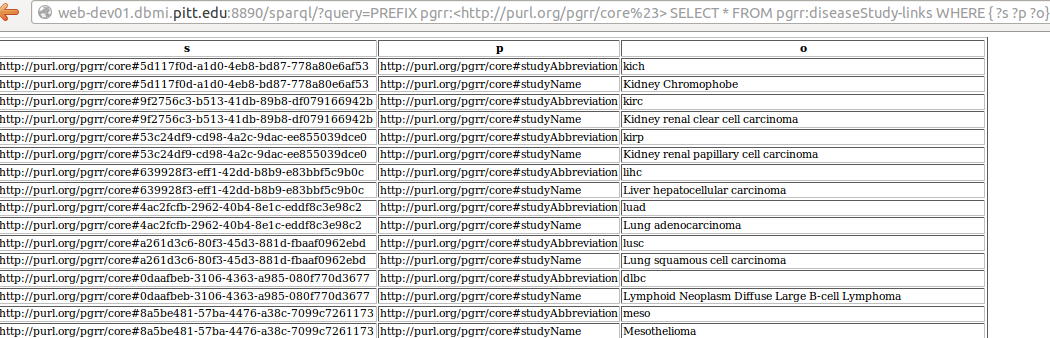 web-dev01.dbmi.pitt.edu:8890/sparql/?query=PREFIX pgrr:<http://purl.org/pgrr/core%23> SELECT * FROM pgrr:diseaseStudy-links WHERE {?s ?p ?o}
s p o
http://purl.org/pgrr/core#5d117f0d-a1d0-4eb8-bd87-778a80e6af53 http://purl.org/pgrr/core#studyAbbreviation kich
http://purl.org/pgrr/core#5d117f0d-a1d0-4eb8-bd87-778a80e6af53 http://purl.org/pgrr/core#studyName Kidney Chromophobe
http://purl.org/pgrr/core#9f2756c3-b513-41db-89b8-df079166942b http://purl.org/pgrr/core#studyAbbreviation kirc
http://purl.org/pgrr/core#9f2756c3-b513-41db-89b8-df079166942b http://purl.org/pgrr/core#studyName Kidney renal clear cell carcinoma
http://purl.org/pgrr/core#53c24df9-cd98-4a2c-9dac-ee855039dce0 http://purl.org/pgrr/core#studyAbbreviation kirp
http://purl.org/pgrr/core#53c24df9-cd98-4a2c-9dac-ee855039dce0 http://purl.org/pgrr/core#studyName Kidney renal papillary cell carcinoma
http://purl.org/pgrr/core#639928f3-eff1-42dd-b8b9-e83bbf5c9b0c http://purl.org/pgrr/core#studyAbbreviation lihc
http://purl.org/pgrr/core#639928f3-eff1-42dd-b8b9-e83bbf5c9b0c http://purl.org/pgrr/core#studyName Liver hepatocellular carcinoma
http://purl.org/pgrr/core#4ac2fcfb-2962-40b4-8e1c-eddf8c3e98c2 http://purl.org/pgrr/core#studyAbbreviation luad
http://purl.org/pgrr/core#4ac2fcfb-2962-40b4-8e1c-eddf8c3e98c2 http://purl.org/pgrr/core#studyName Lung adenocarcinoma
http://purl.org/pgrr/core#a261d3c6-80f3-45d3-881d-fbaaf0962ebd http://purl.org/pgrr/core#studyAbbreviation lusc
http://purl.org/pgrr/core#a261d3c6-80f3-45d3-881d-fbaaf0962ebd http://purl.org/pgrr/core#studyName Lung squamous cell carcinoma
http://purl.org/pgrr/core#0daafbeb-3106-4363-a985-080f770d3677 http://purl.org/pgrr/core#studyAbbreviation dlbc
http://purl.org/pgrr/core#0daafbeb-3106-4363-a985-080f770d3677 http://purl.org/pgrr/core#studyName Lymphoid Neoplasm Diffuse Large B-cell Lymphoma
http://purl.org/pgrr/core#8a5be481-57ba-4476-a38c-7099c7261173 http://purl.org/pgrr/core#studyAbbreviation meso
http://purl.org/pgrr/core#8a5be481-57ba-4476-a38c-7099c7261173 http://purl.org/pgrr/core#studyName Mesothelioma